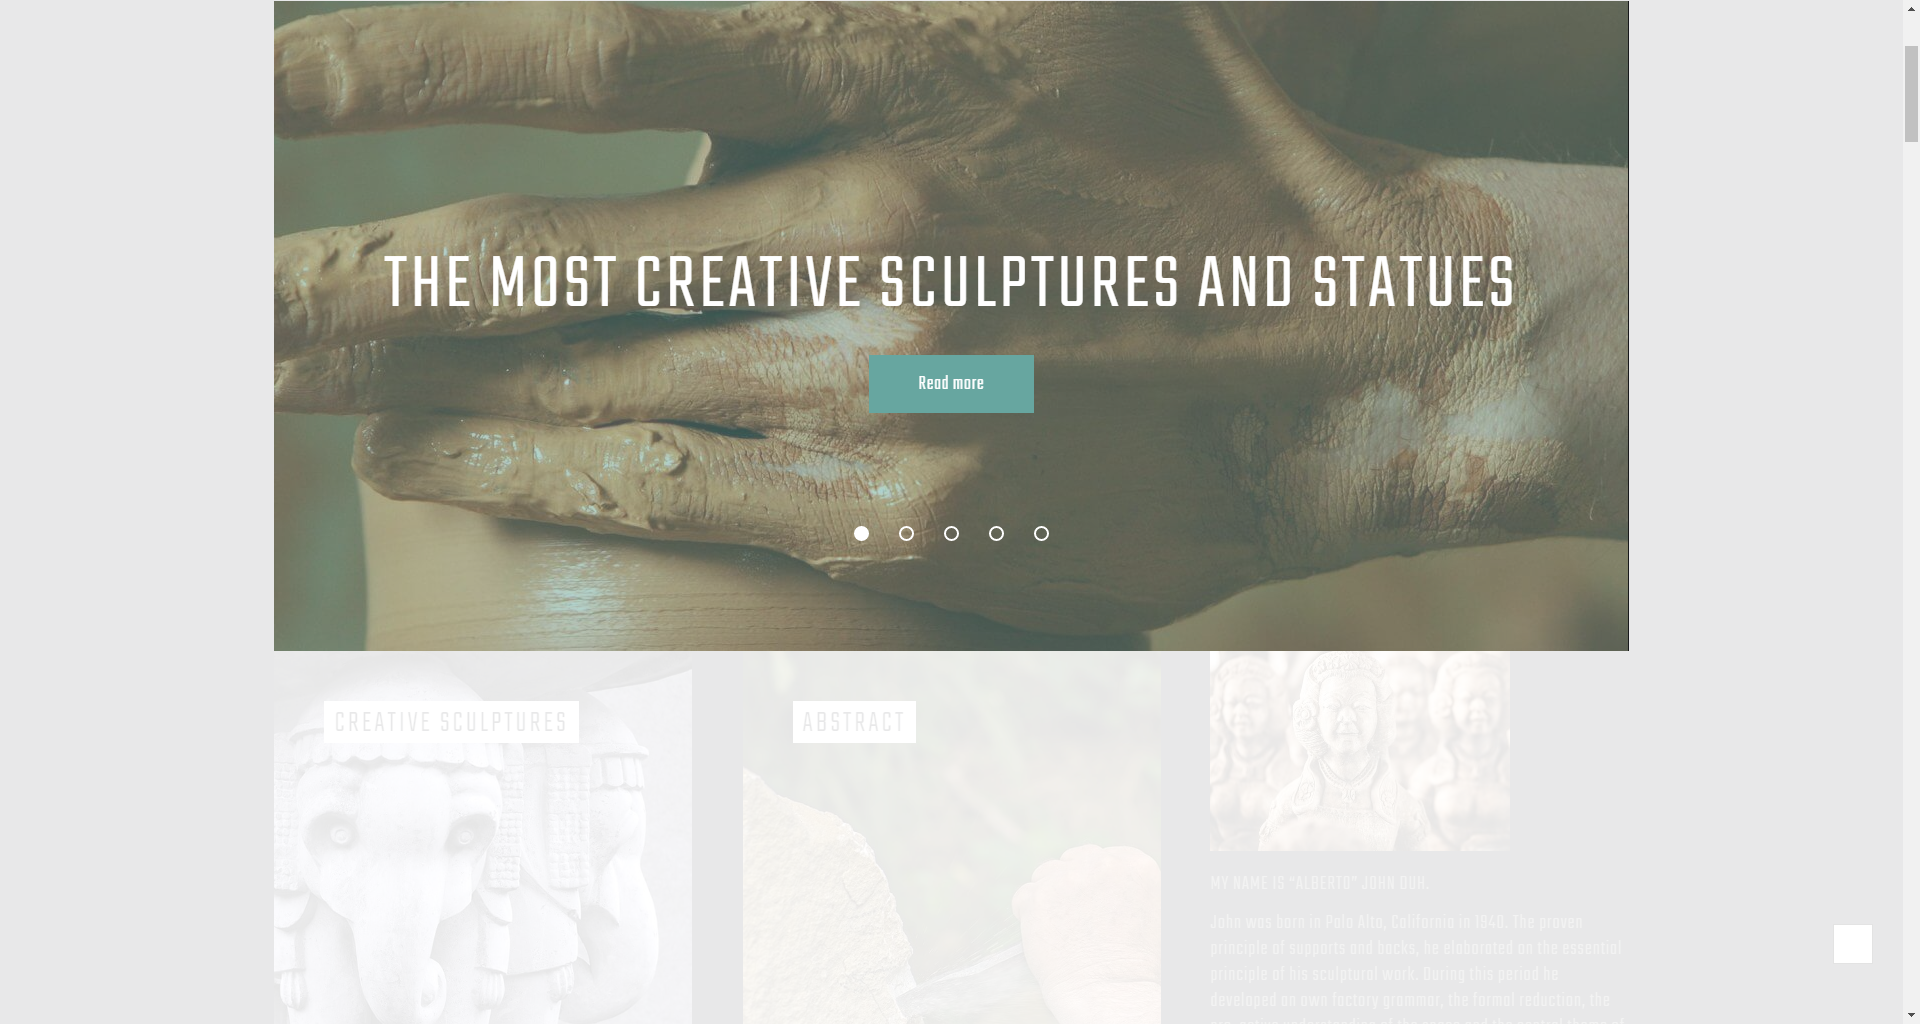 THE MOST CREATIVE SCULPTURES AND STATUES
Read more
CREATIVE SCULPTURES
ABSTRACT
MY NAME IS “ALBERTO” JOHN DUH.
John was born in Palo Alto, California in 1940. The proven
principle of supports and backs, he elaborated on the essential
principle of his sculptural work. During this period he
developed an own factory grammar, the formal reduction, the